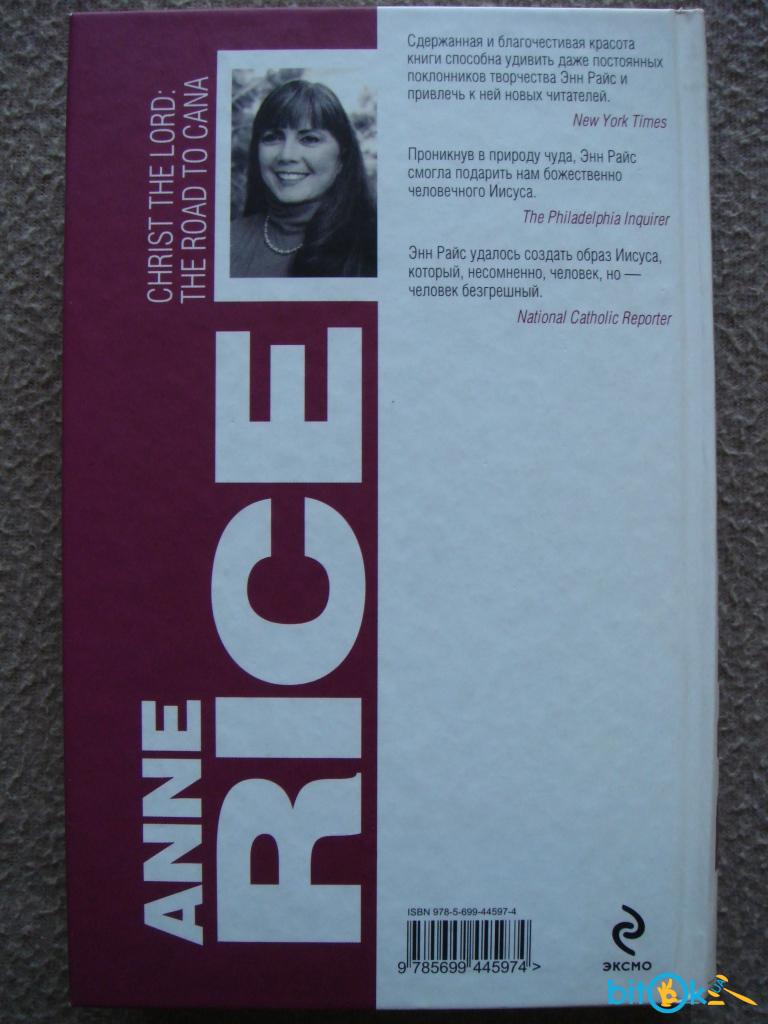 CHRIST THE LORD:
THE ROAD TO CANA
ANNE
RICE
Сдержанная и благочестивая красота
книги способна удивить даже постоянных
поклонников творчества Энн Райс и
привлечь к ней новых читателей.
New York Times
Проникнув в природу чуда, Энн Райс
смогла подарить нам божественно
человечного Иисуса.
The Philadelphia Inquirer
Энн Райс удалось создать образ Иисуса,
который, несомненно, человек, но —
человек безгрешный.
National Catholic Reporter
ISBN 978-5-699-44597-4
9 785699 445974 >
ЭКСМО
bitOk.UA